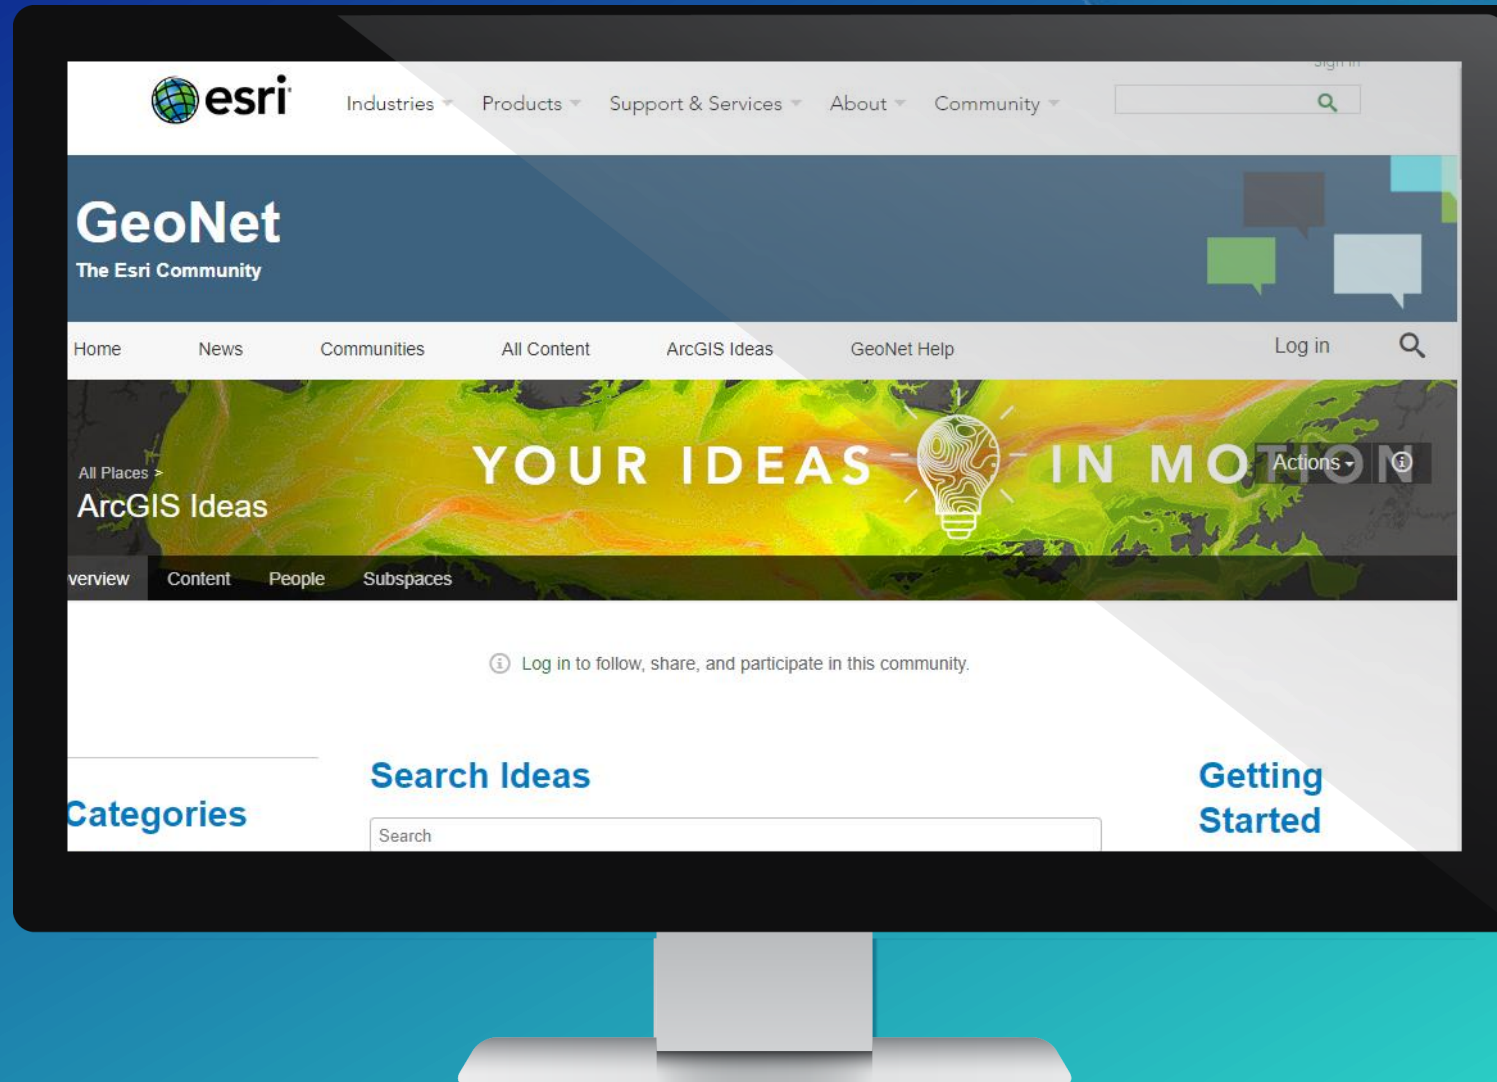 Sign In
esri
Industries Products Support & Services About Community
GeoNet
The Esri Community
Home News Communities All Content ArcGIS Ideas GeoNet Help Log in
YOUR IDEAS IN MOTION
All Places >
Actions
ArcGIS Ideas
verview Content People Subspaces
Log in to follow, share, and participate in this community.
Categories
Search Ideas
Search
Getting
Started